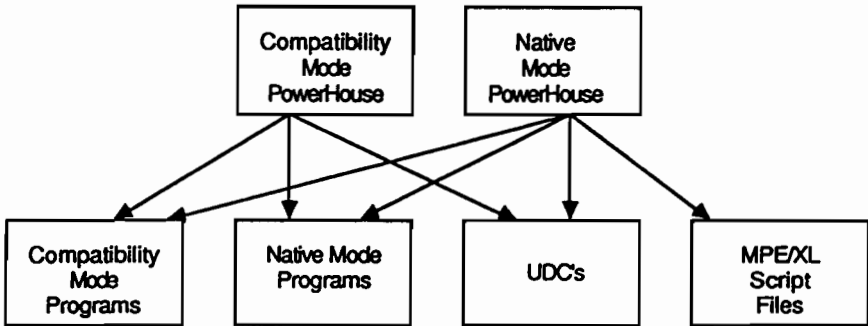 Compatibility
Mode
PowerHouse
Native
Mode
PowerHouse
Compatibility
Mode
Programs
Native Mode
Programs
UDC's
MPE/XL
Script
Files